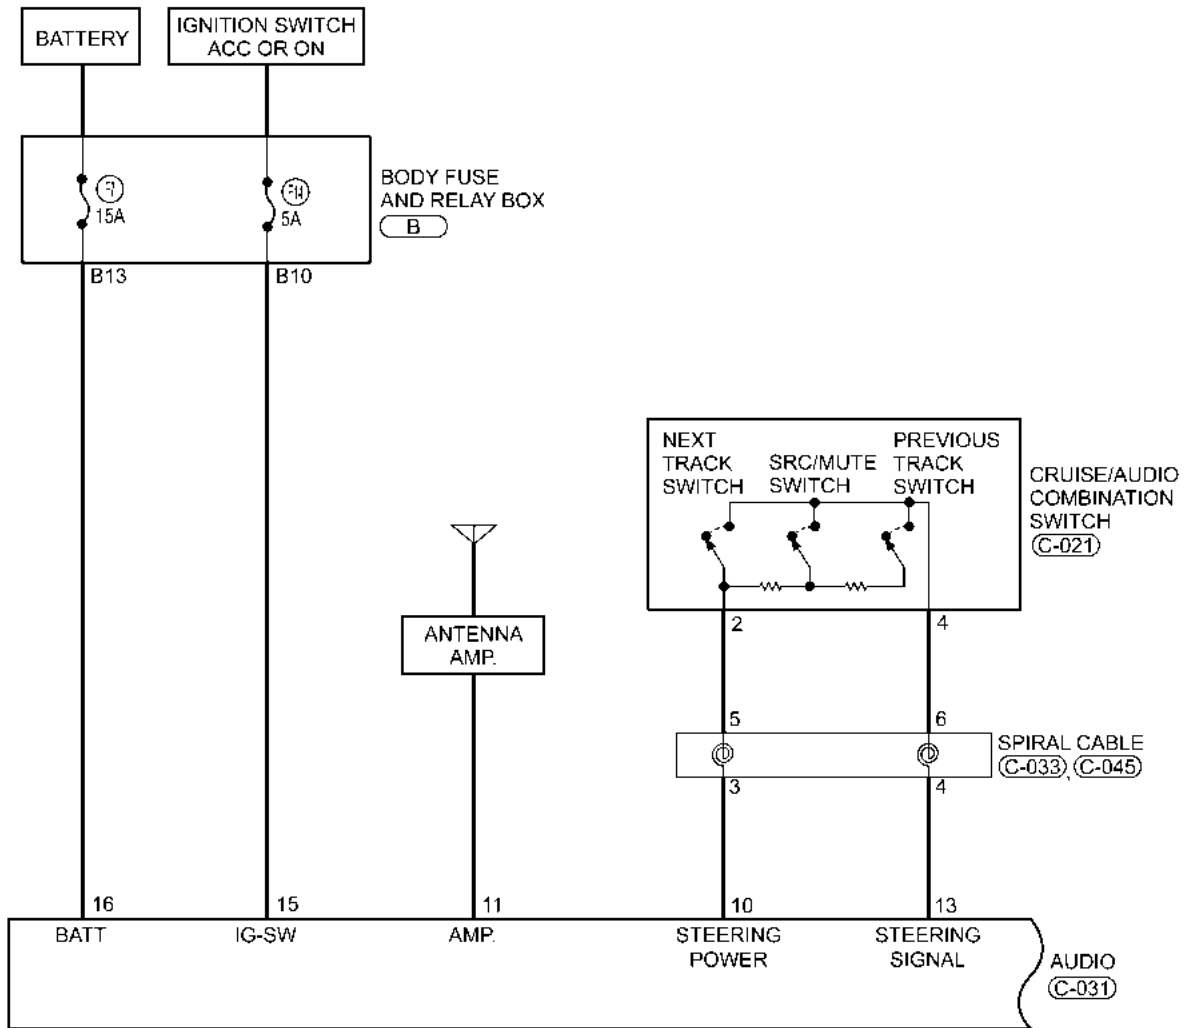 BATTERY
IGNITION SWITCH
ACC OR ON
F7
15A
F14
5A
BODY FUSE
AND RELAY BOX
B
B13
B10
NEXT
TRACK
SWITCH
SRC/MUTE
SWITCH
PREVIOUS
TRACK
SWITCH
CRUISE/AUDIO
COMBINATION
SWITCH
C-021
2
4
ANTENNA
AMP.
5
6
SPIRAL CABLE
C-033, C-045
3
4
16
15
11
10
13
BATT
IG-SW
AMP.
STEERING
POWER
STEERING
SIGNAL
AUDIO
C-031